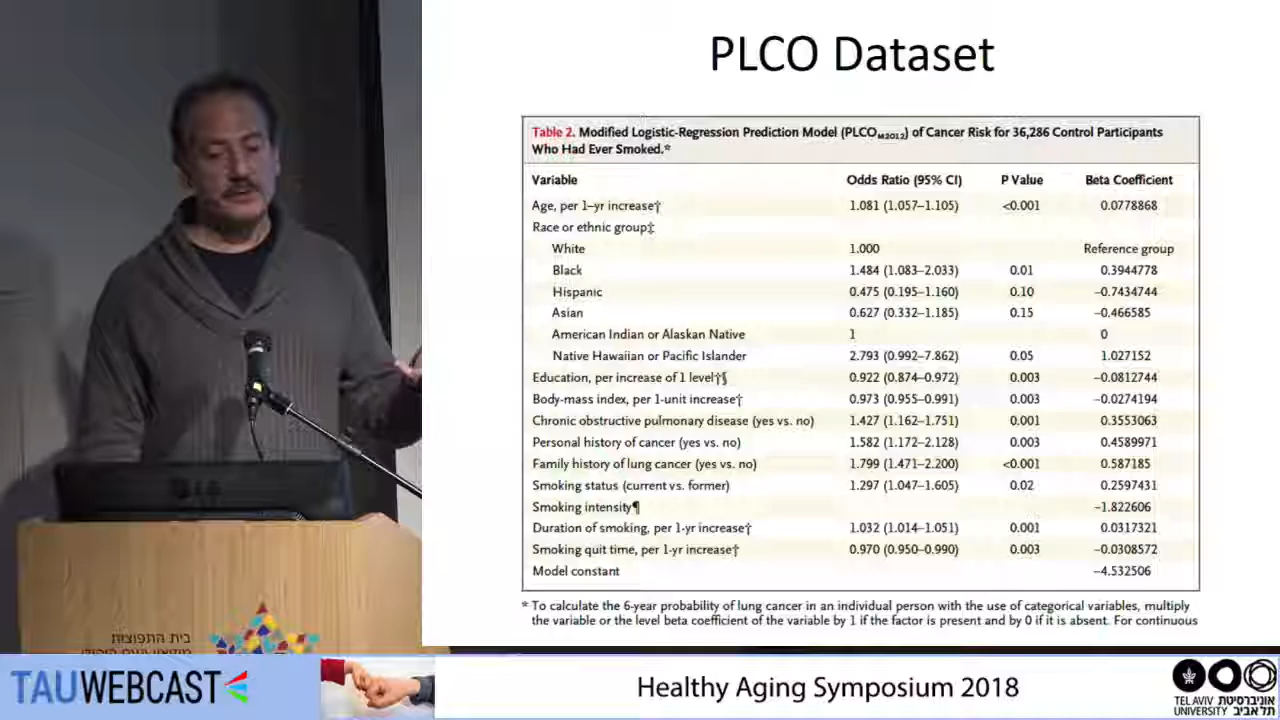 PLCO Dataset
Table 2. Modified Logistic-Regression Prediction Model (PLCOM2012) of Cancer Risk for 36,286 Control Participants
Who Had Ever Smoked.*
Variable Odds Ratio (95% CI) P Value Beta Coefficient
Age, per 1–yr increase† 1.081 (1.057–1.105) <0.001 0.0778868
Race or ethnic group‡
White 1.000 Reference group
Black 1.484 (1.083–2.033) 0.01 0.3944778
Hispanic 0.475 (0.195–1.160) 0.10 –0.7434744
Asian 0.627 (0.332–1.185) 0.15 –0.466585
American Indian or Alaskan Native 1 0
Native Hawaiian or Pacific Islander 2.793 (0.992–7.862) 0.05 1.027152
Education, per increase of 1 level†§ 0.922 (0.874–0.972) 0.003 –0.0812744
Body-mass index, per 1-unit increase† 0.973 (0.955–0.991) 0.003 –0.0274194
Chronic obstructive pulmonary disease (yes vs. no) 1.427 (1.162–1.751) 0.001 0.3553063
Personal history of cancer (yes vs. no) 1.582 (1.172–2.128) 0.003 0.4589971
Family history of lung cancer (yes vs. no) 1.799 (1.471–2.200) <0.001 0.587185
Smoking status (current vs. former) 1.297 (1.047–1.605) 0.02 0.2597431
Smoking intensity¶ –1.822606
Duration of smoking, per 1-yr increase† 1.032 (1.014–1.051) 0.001 0.0317321
Smoking quit time, per 1-yr increase† 0.970 (0.950–0.990) 0.003 –0.0308572
Model constant –4.532506
* To calculate the 6-year probability of lung cancer in an individual person with the use of categorical variables, multiply
the variable or the level beta coefficient of the variable by 1 if the factor is present and by 0 if it is absent. For continuous
בית התפוצות
TAUWEBCAST
Healthy Aging Symposium 2018
TEL AVIV אוניברסיטת
UNIVERSITY תל אביב